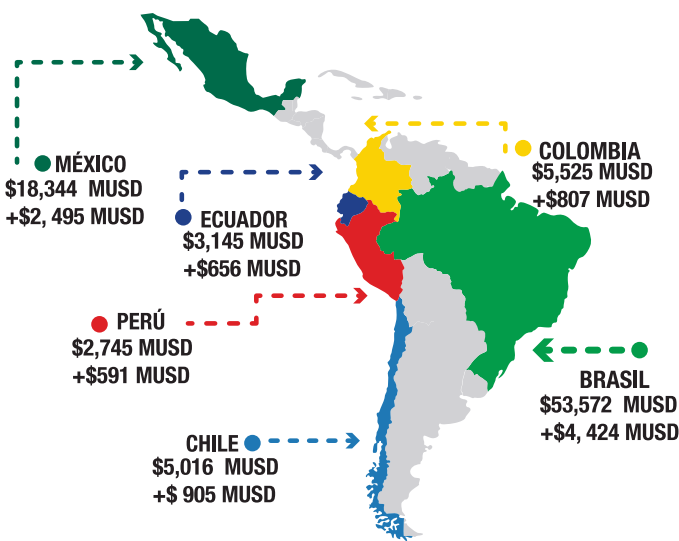 MÉXICO
$18,344 MUSD
+$2, 495 MUSD
COLOMBIA
$5,525 MUSD
+$807 MUSD
ECUADOR
$3,145 MUSD
+$656 MUSD
PERÚ
$2,745 MUSD
+$591 MUSD
BRASIL
$53,572 MUSD
+$4, 424 MUSD
CHILE
$5,016 MUSD
+$ 905 MUSD